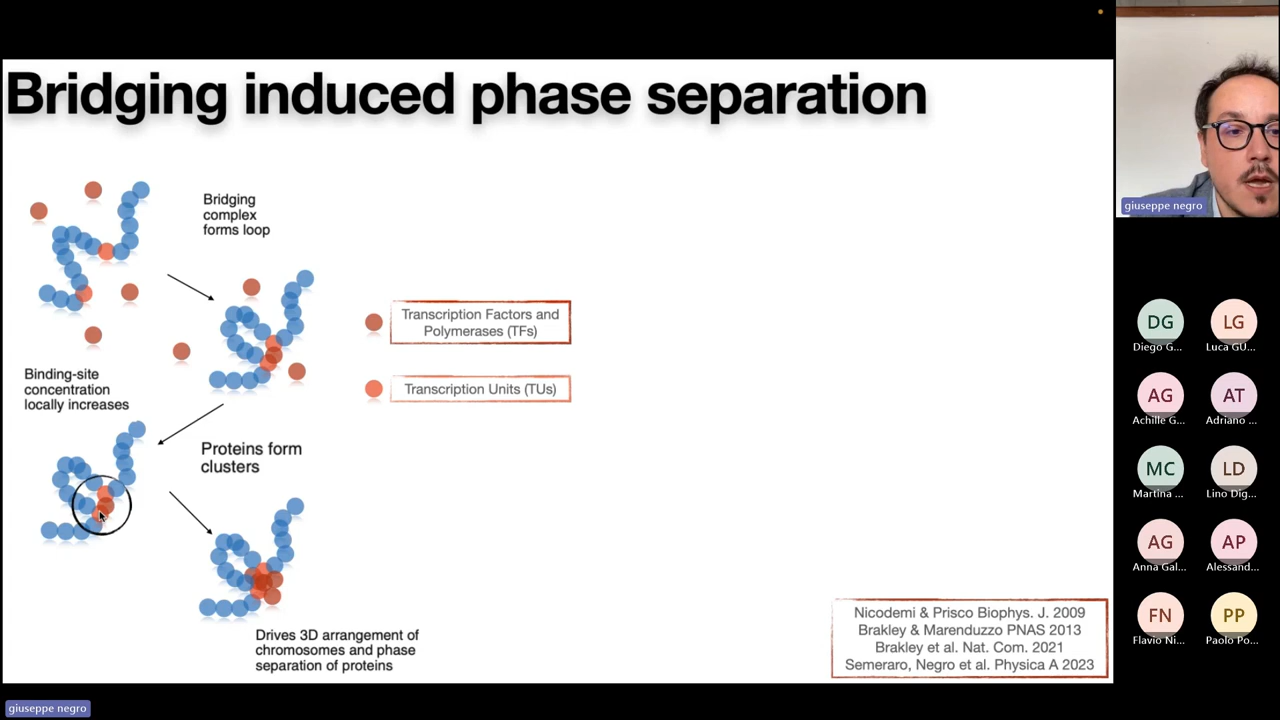 Bridging induced phase separation
Bridging
complex
forms loop
Transcription Factors and
Polymerases (TFs)
Transcription Units (TUs)
Binding-site
concentration
locally increases
Proteins form
clusters
Drives 3D arrangement of
chromosomes and phase
separation of proteins
Nicodemi & Prisco Biophys. J. 2009
Brakley & Marenduzzo PNAS 2013
Brakley et al. Nat. Com. 2021
Semeraro, Negro et al. Physica A 2023
giuseppe negro
DG
Diego G...
LG
Luca GU...
AG
Achille G...
AT
Adriano ...
MC
Martina ...
LD
Lino Dig...
AG
Anna Gal...
AP
Alessand...
FN
Flavio Ni...
PP
Paolo Po...
giuseppe negro